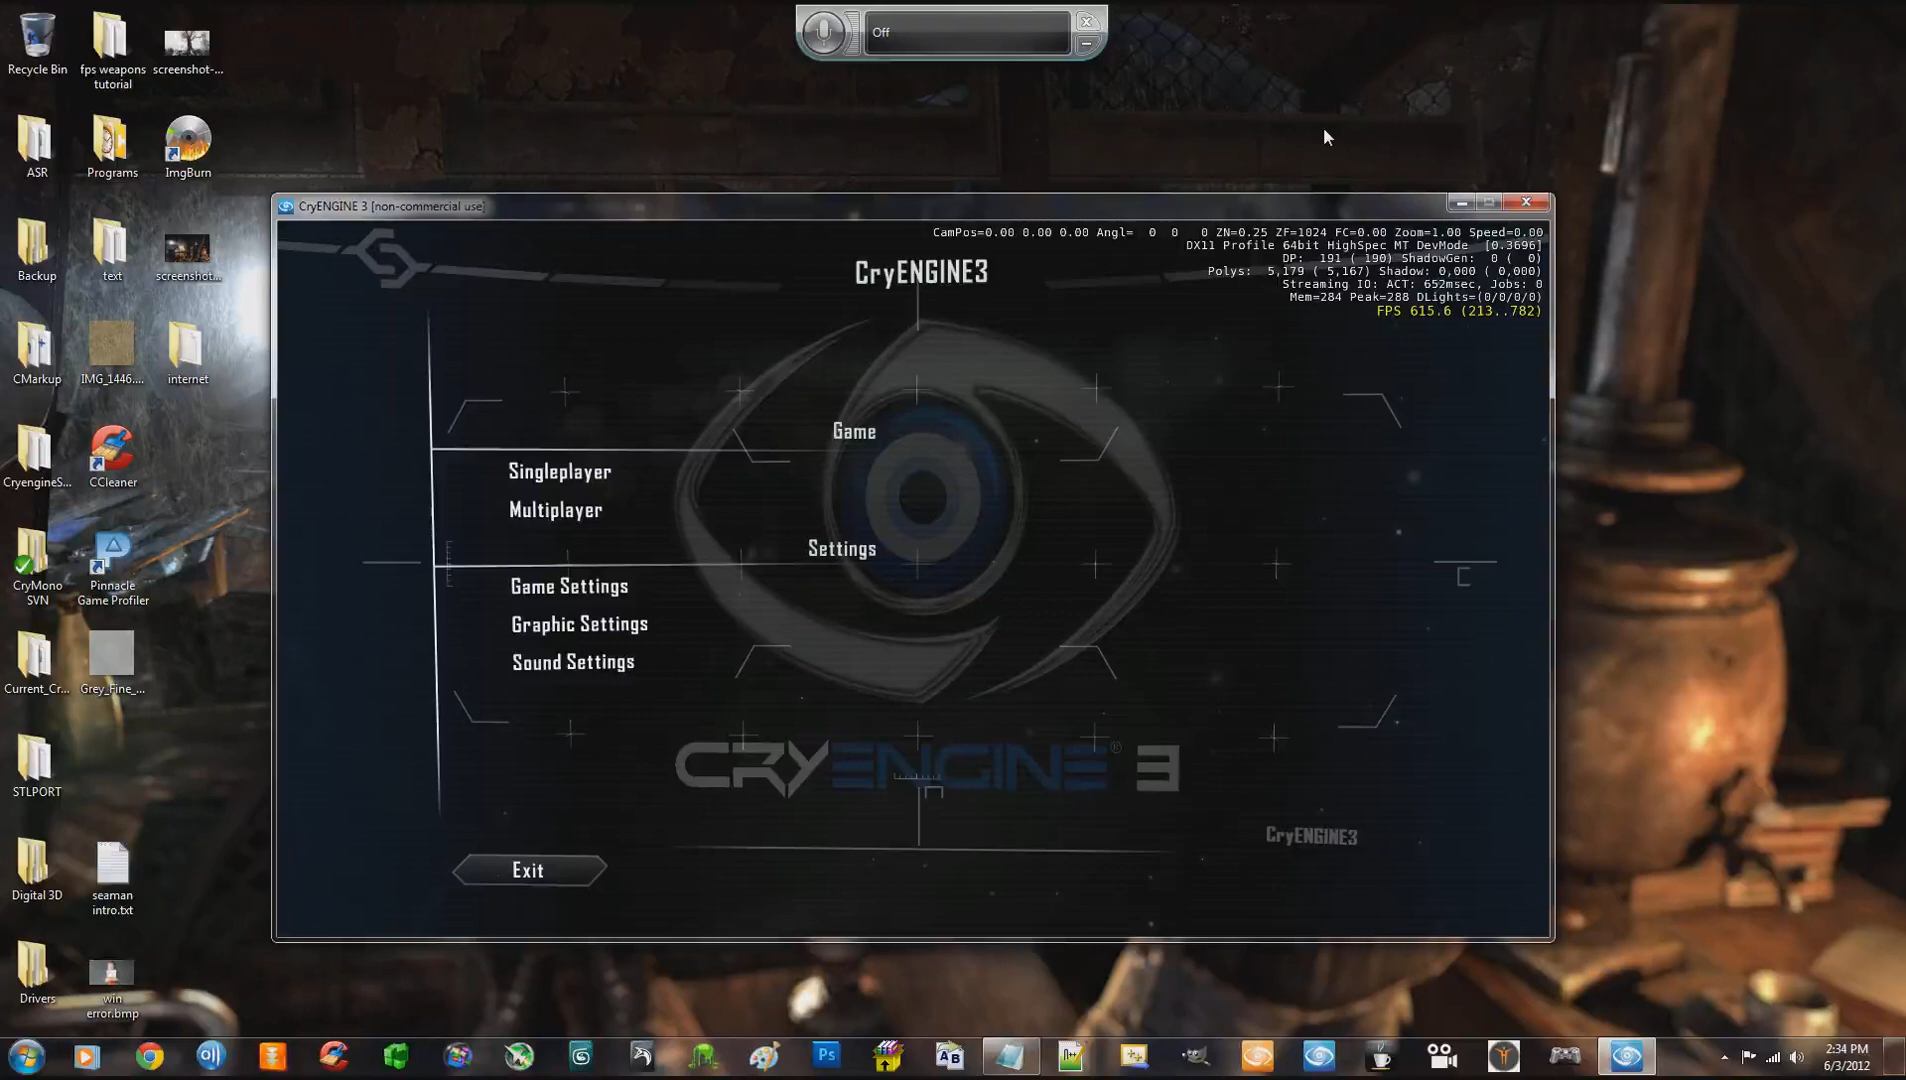 Off
Recycle Bin
fps weapons
tutorial
screenshot-...
ASR
Programs
ImgBurn
Backup
text
screenshot...
CMarkup
IMG_1446....
internet
CryengineS...
CCleaner
CryMono
SVN
Pinnacle
Game Profiler
Current_Cr...
Grey_Fine_...
STLPORT
Digital 3D
seaman
intro.txt
Drivers
win
error.bmp
CryENGINE 3 [non-commercial use]
CamPos=0.00 0.00 0.00 Angl= 0 0 0 ZN=0.25 ZF=1024 FC=0.00 Zoom=1.00 Speed=0.00
DX11 Profile 64bit HighSpec MT DevMode [0.3696]
DP: 191 ( 190) ShadowGen: 0 ( 0)
Polys: 5,179 ( 5,167) Shadow: 0,000 ( 0,000)
Streaming IO: ACT: 652msec, Jobs: 0
Mem=284 Peak=288 DLights=(0/0/0/0)
FPS 615.6 (213..782)
CryENGINE3
Game
Singleplayer
Multiplayer
Settings
Game Settings
Graphic Settings
Sound Settings
CRYENGINE® 3
CryENGINE3
Exit
Ps
AB
2:34 PM
6/3/2012